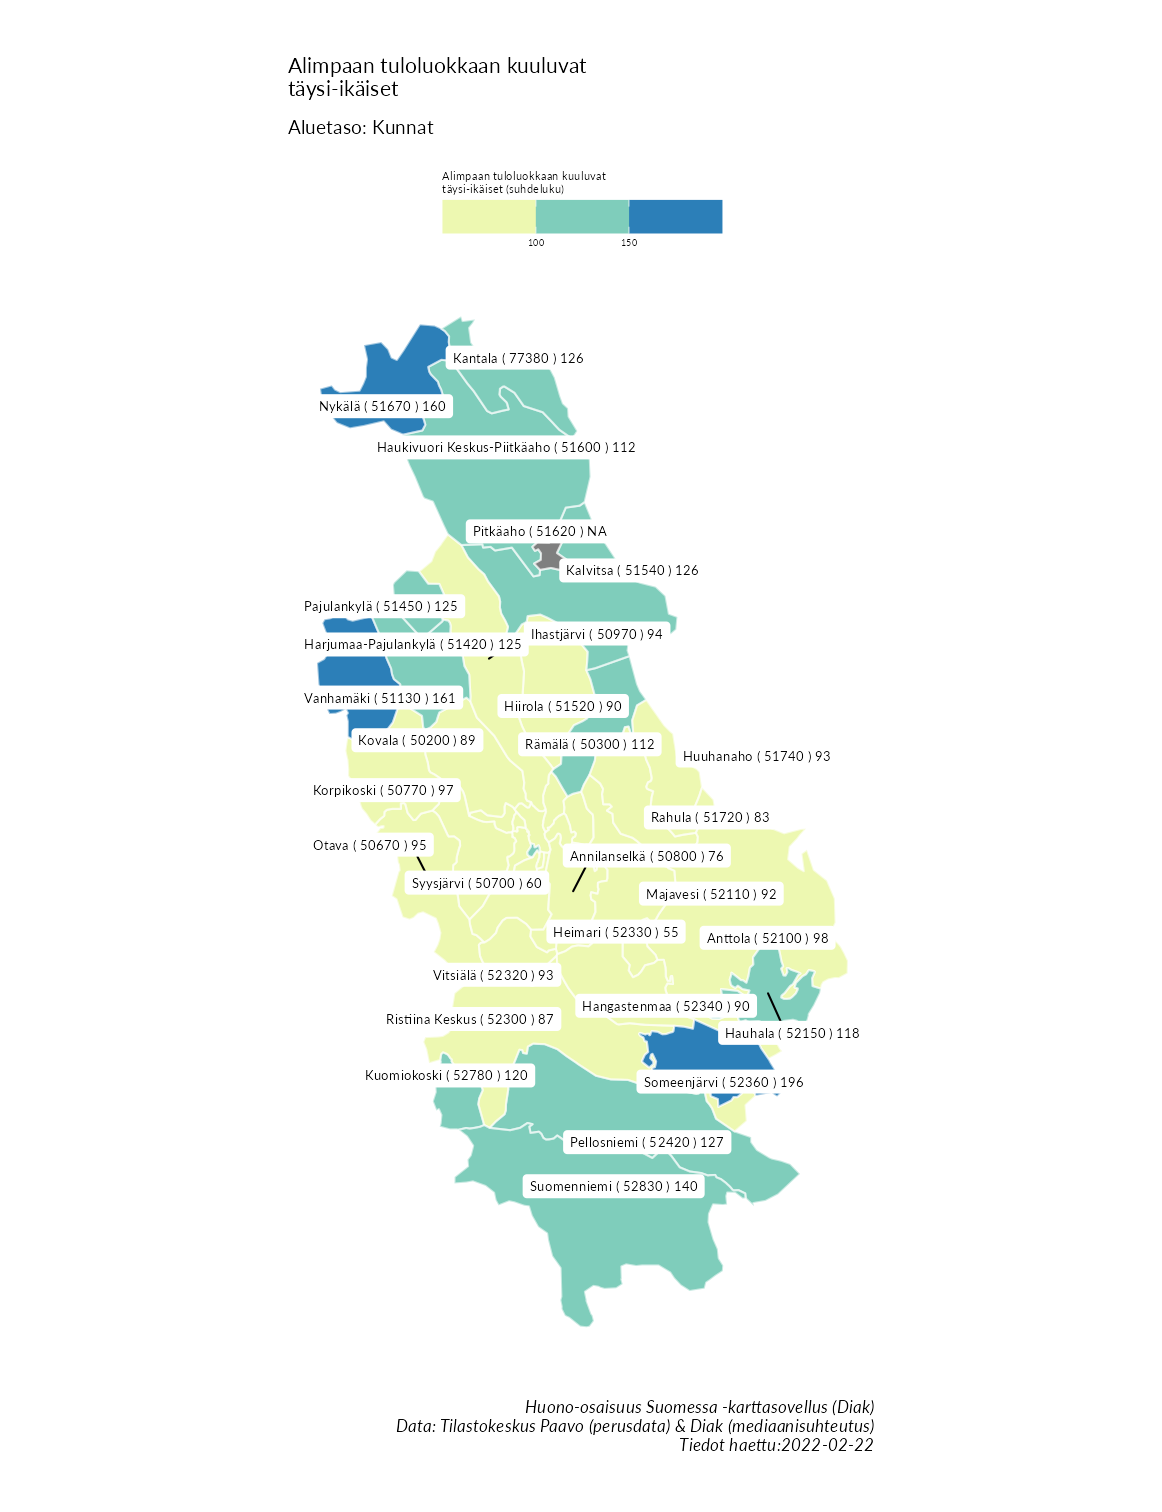 Alimpaan tuloluokkaan kuuluvat
täysi-ikäiset
Aluetaso: Kunnat
Alimpaan tuloluokkaan kuuluvat
täysi-ikäiset (suhdeluku)
100
150
Kantala ( 77380 ) 126
Nykälä ( 51670 ) 160
Haukivuori Keskus-Piitkäaho ( 51600 ) 112
Pitkäaho ( 51620 ) NA
Kalvitsa ( 51540 ) 126
Pajulankylä ( 51450 ) 125
Ihastjärvi ( 50970 ) 94
Harjumaa-Pajulankylä ( 51420 ) 125
Vanhamäki ( 51130 ) 161
Hiirola ( 51520 ) 90
Kovala ( 50200 ) 89
Rämälä ( 50300 ) 112
Huuhanaho ( 51740 ) 93
Korpikoski ( 50770 ) 97
Rahula ( 51720 ) 83
Otava ( 50670 ) 95
Annilanselkä ( 50800 ) 76
Syysjärvi ( 50700 ) 60
Majavesi ( 52110 ) 92
Heimari ( 52330 ) 55
Anttola ( 52100 ) 98
Vitsiälä ( 52320 ) 93
Hangastenmaa ( 52340 ) 90
Ristiina Keskus ( 52300 ) 87
Hauhala ( 52150 ) 118
Kuomiokoski ( 52780 ) 120
Someenjärvi ( 52360 ) 196
Pellosniemi ( 52420 ) 127
Suomenniemi ( 52830 ) 140
Huono-osaisuus Suomessa -karttasovellus (Diak)
Data: Tilastokeskus Paavo (perusdata) & Diak (mediaanisuhteutus)
Tiedot haettu:2022-02-22